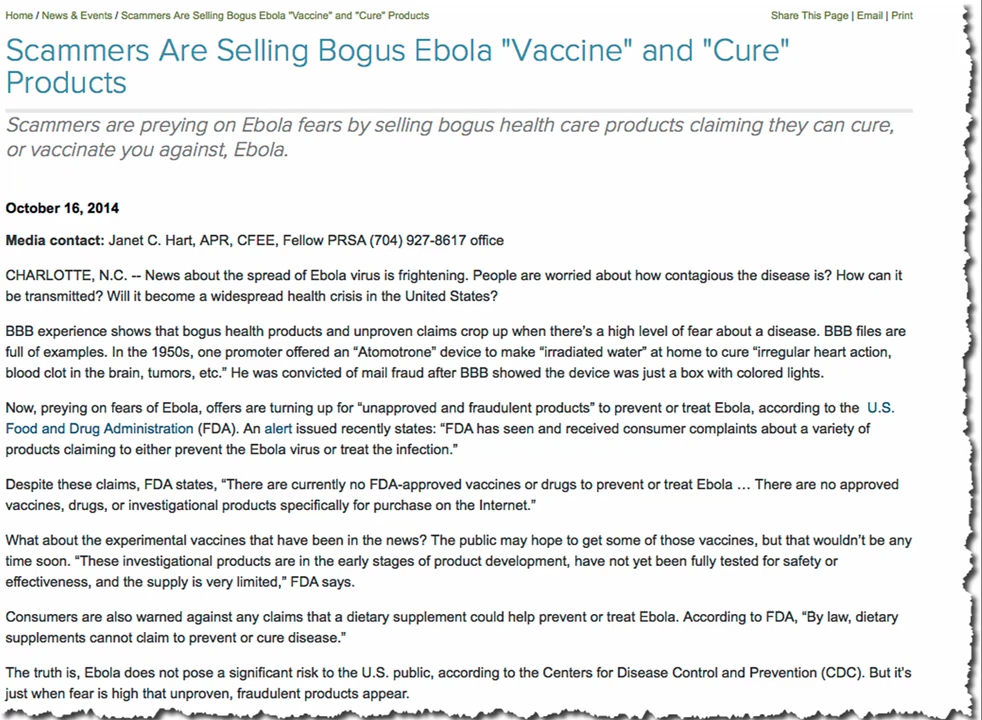 Home / News & Events / Scammers Are Selling Bogus Ebola "Vaccine" and "Cure" Products
Share This Page | Email | Print
Scammers Are Selling Bogus Ebola "Vaccine" and "Cure"
Products
Scammers are preying on Ebola fears by selling bogus health care products claiming they can cure,
or vaccinate you against, Ebola.
October 16, 2014
Media contact: Janet C. Hart, APR, CFEE, Fellow PRSA (704) 927-8617 office
CHARLOTTE, N.C. -- News about the spread of Ebola virus is frightening. People are worried about how contagious the disease is? How can it
be transmitted? Will it become a widespread health crisis in the United States?
BBB experience shows that bogus health products and unproven claims crop up when there's a high level of fear about a disease. BBB files are
full of examples. In the 1950s, one promoter offered an “Atomotrone” device to make “irradiated water” at home to cure “irregular heart action,
blood clot in the brain, tumors, etc.” He was convicted of mail fraud after BBB showed the device was just a box with colored lights.
Now, preying on fears of Ebola, offers are turning up for “unapproved and fraudulent products” to prevent or treat Ebola, according to the U.S.
Food and Drug Administration (FDA). An alert issued recently states: “FDA has seen and received consumer complaints about a variety of
products claiming to either prevent the Ebola virus or treat the infection.”
Despite these claims, FDA states, “There are currently no FDA-approved vaccines or drugs to prevent or treat Ebola … There are no approved
vaccines, drugs, or investigational products specifically for purchase on the Internet.”
What about the experimental vaccines that have been in the news? The public may hope to get some of those vaccines, but that wouldn’t be any
time soon. “These investigational products are in the early stages of product development, have not yet been fully tested for safety or
effectiveness, and the supply is very limited,” FDA says.
Consumers are also warned against any claims that a dietary supplement could help prevent or treat Ebola. According to FDA, “By law, dietary
supplements cannot claim to prevent or cure disease.”
The truth is, Ebola does not pose a significant risk to the U.S. public, according to the Centers for Disease Control and Prevention (CDC). But it's
just when fear is high that unproven, fraudulent products appear.